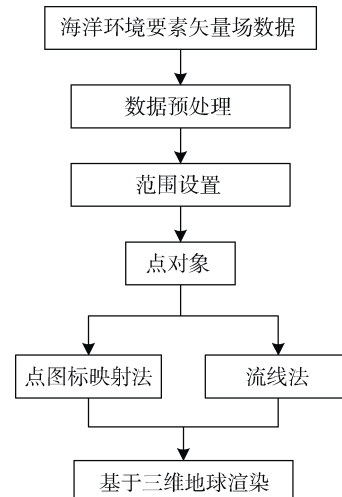 海洋环境要素矢量场数据
数据预处理
范围设置
点对象
点图标映射法
流线法
基于三维地球渲染